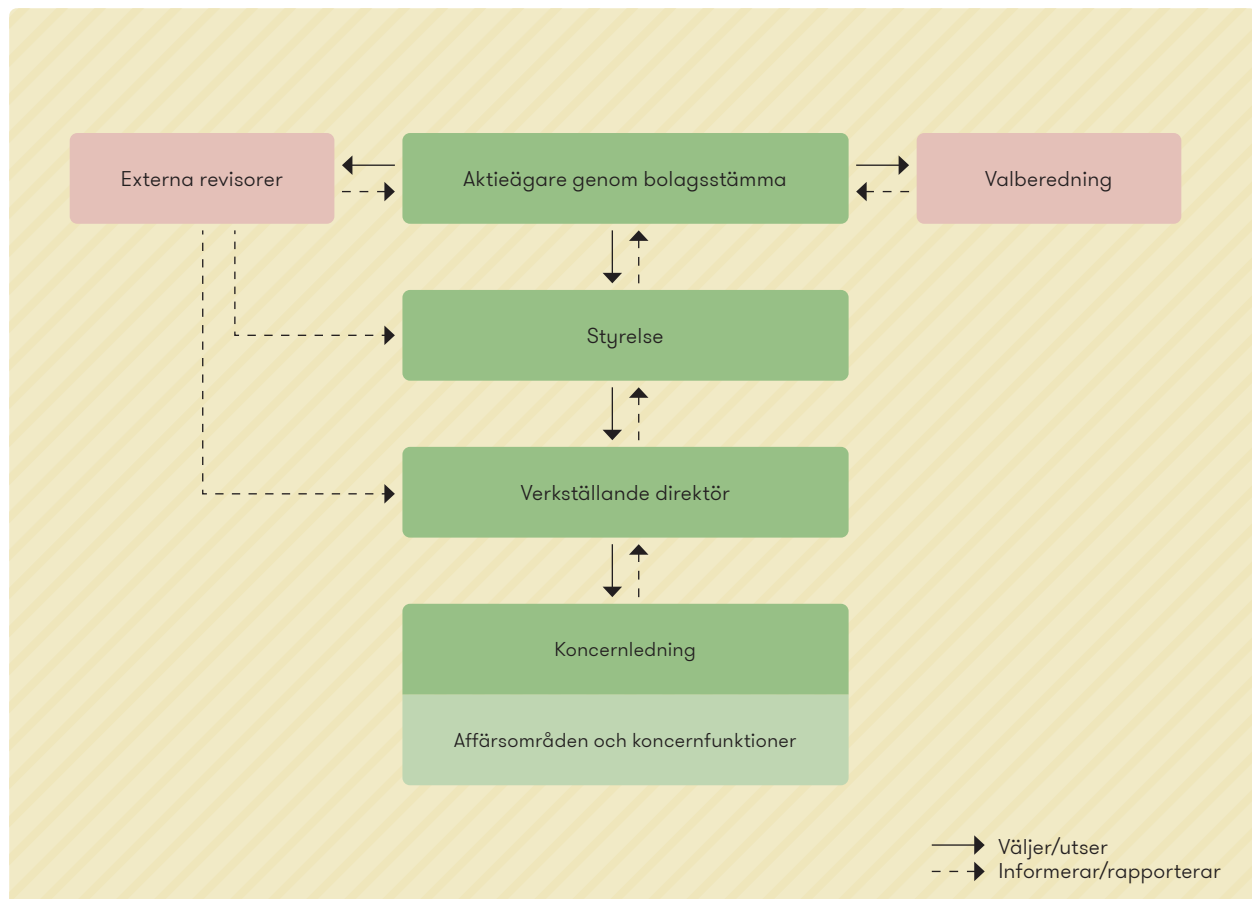 Externa revisorer
Aktieägare genom bolagsstämma
Valberedning
Styrelse
Verkställande direktör
Koncernledning
Affärsområden och koncernfunktioner
Väljer/utser
Informerar/rapporterar